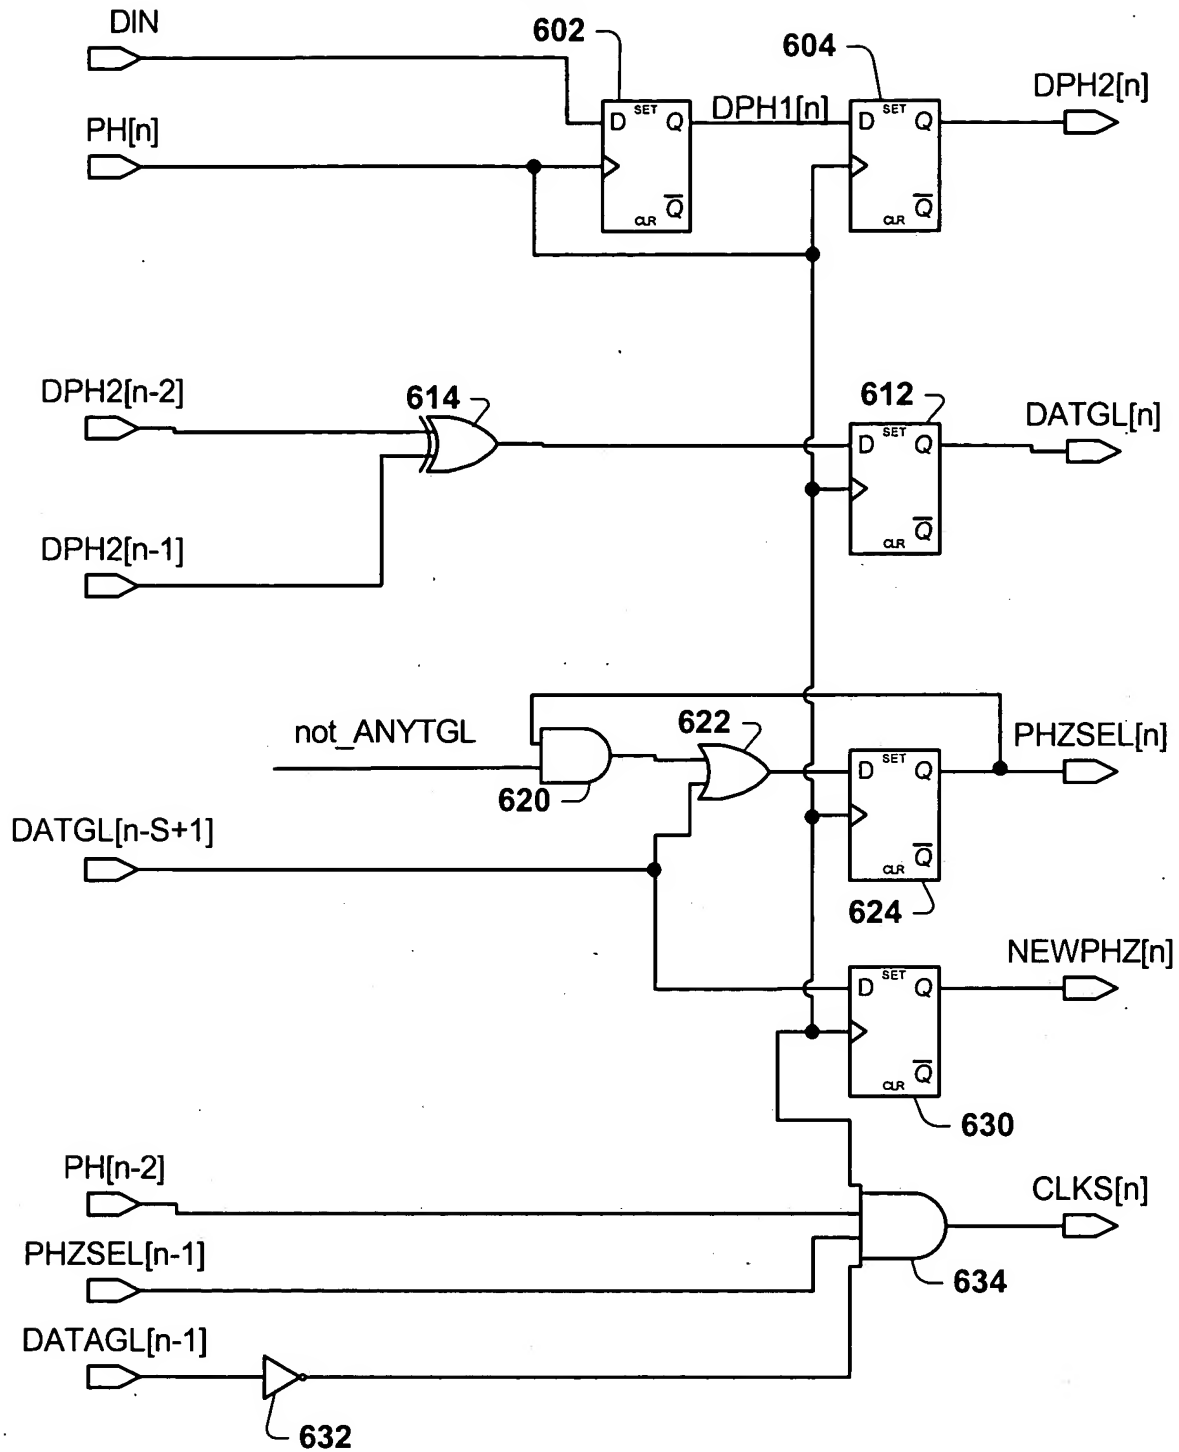 DIN
602
604
DPH2[n]
PH[n]
D SET Q
CLR Q
DPH1[n]
D SET Q
CLR Q
DPH2[n-2]
614
612
DATGL[n]
D SET Q
CLR Q
DPH2[n-1]
not_ANYTGL
620
622
PHZSEL[n]
D SET Q
CLR Q
624
DATGL[n-S+1]
NEWPHZ[n]
D SET Q
CLR Q
630
PH[n-2]
CLKS[n]
PHZSEL[n-1]
634
DATAGL[n-1]
632